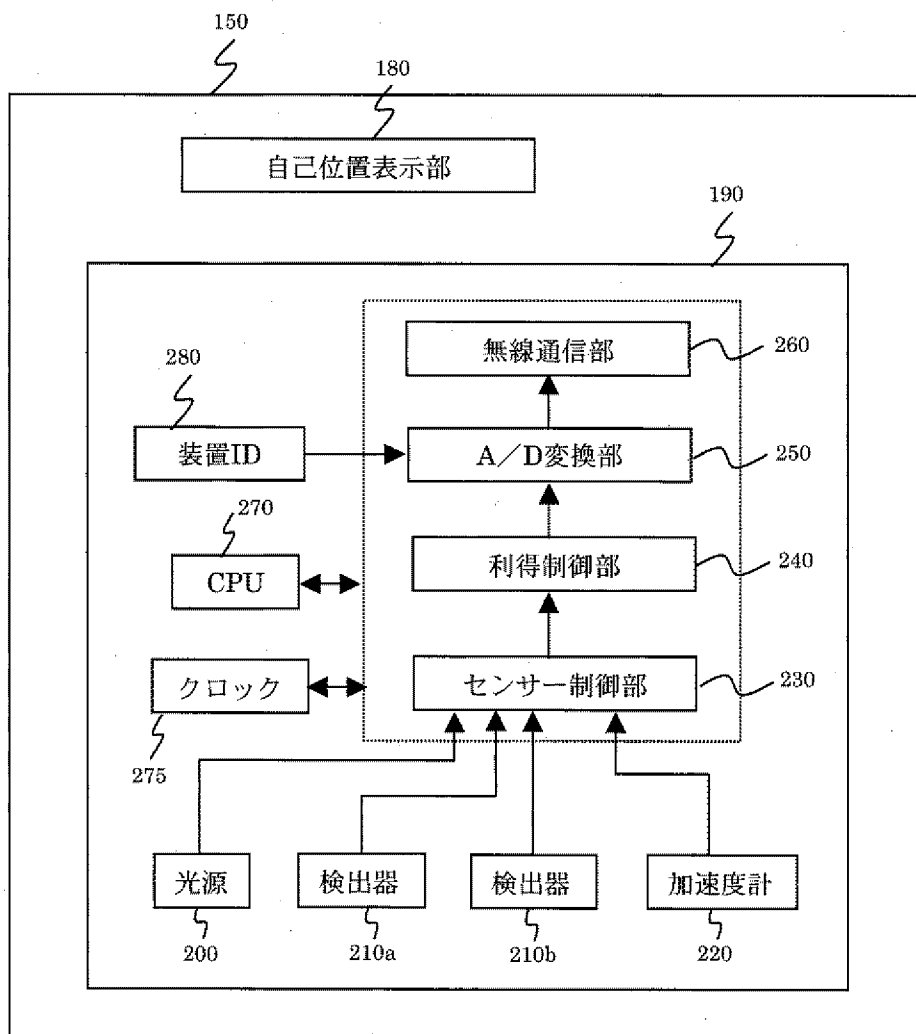 150
180
自己位置表示部
190
無線通信部
260
280
装置ID
A／D変換部
250
270
CPU
利得制御部
240
クロック
センサー制御部
230
275
光源
検出器
検出器
加速度計
200
210a
210b
220